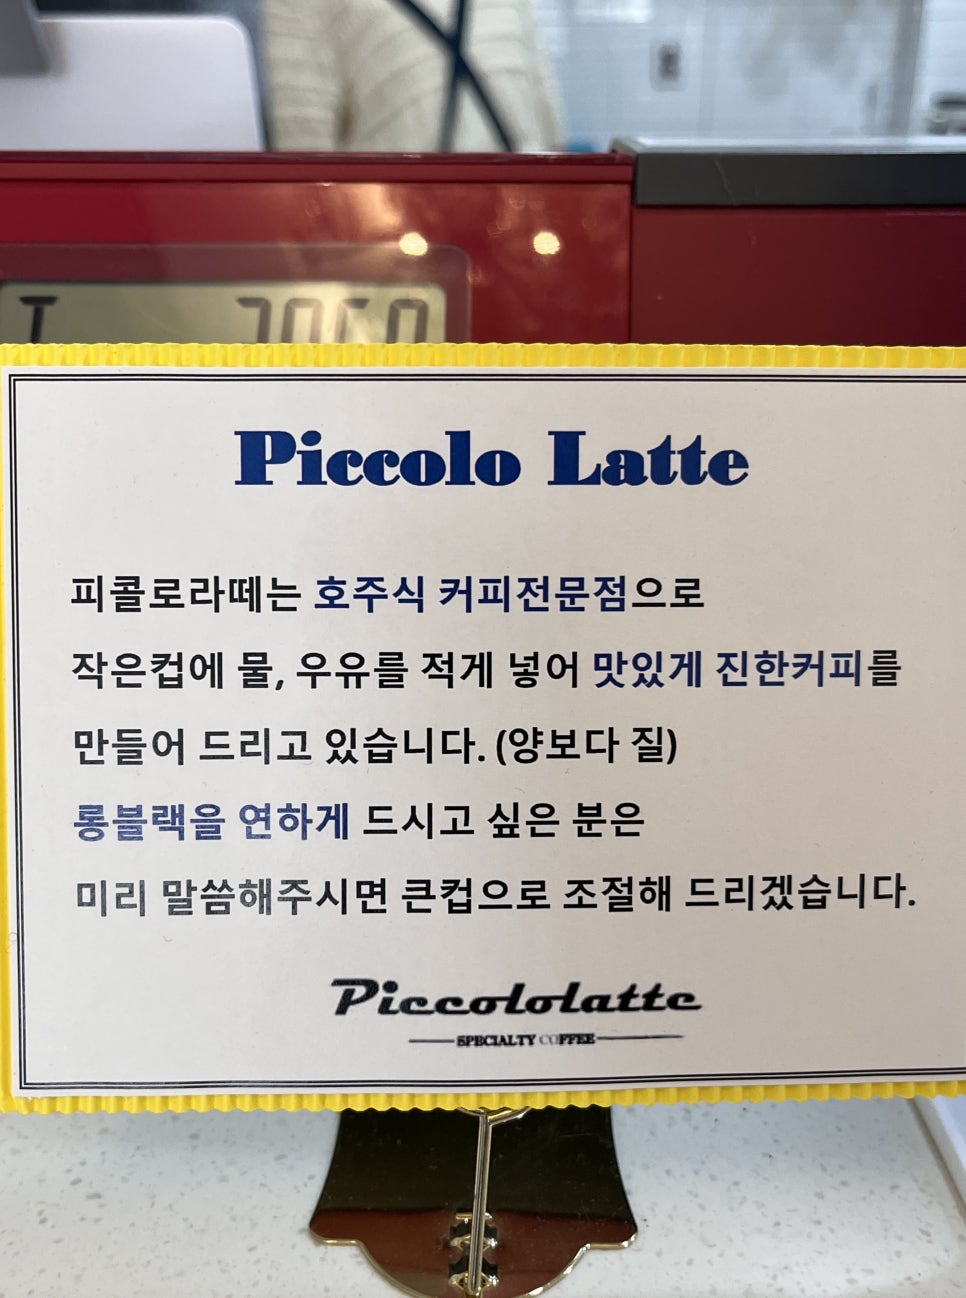 Piccolo Latte
피콜로라떼는 호주식 커피전문점으로
작은컵에 물, 우유를 적게 넣어 맛있게 진한커피를
만들어 드리고 있습니다. (양보다 질)
롱블랙을 연하게 드시고 싶은 분은
미리 말씀해주시면 큰컵으로 조절해 드리겠습니다.
Piccololatte
SPECIALTY COFFEE